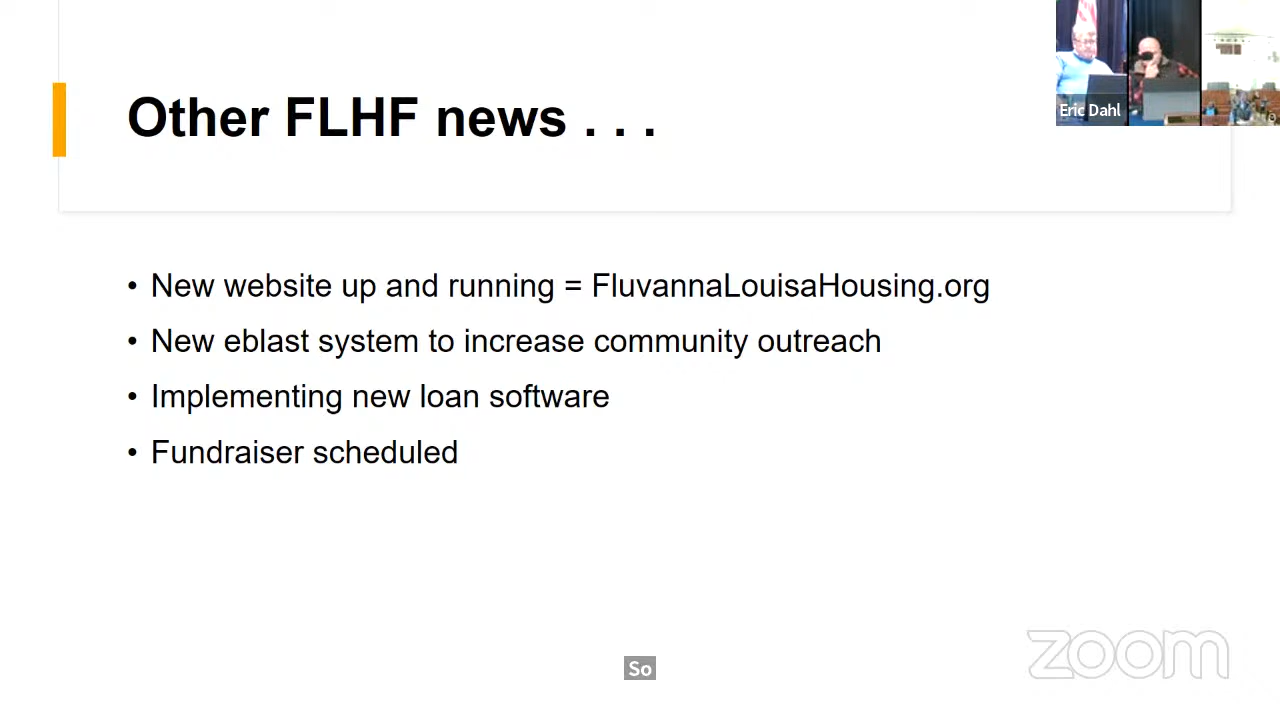 Other FLHF news . . .
Eric Dahl
• New website up and running = FluvannaLouisaHousing.org
• New eblast system to increase community outreach
• Implementing new loan software
• Fundraiser scheduled
So
zoom